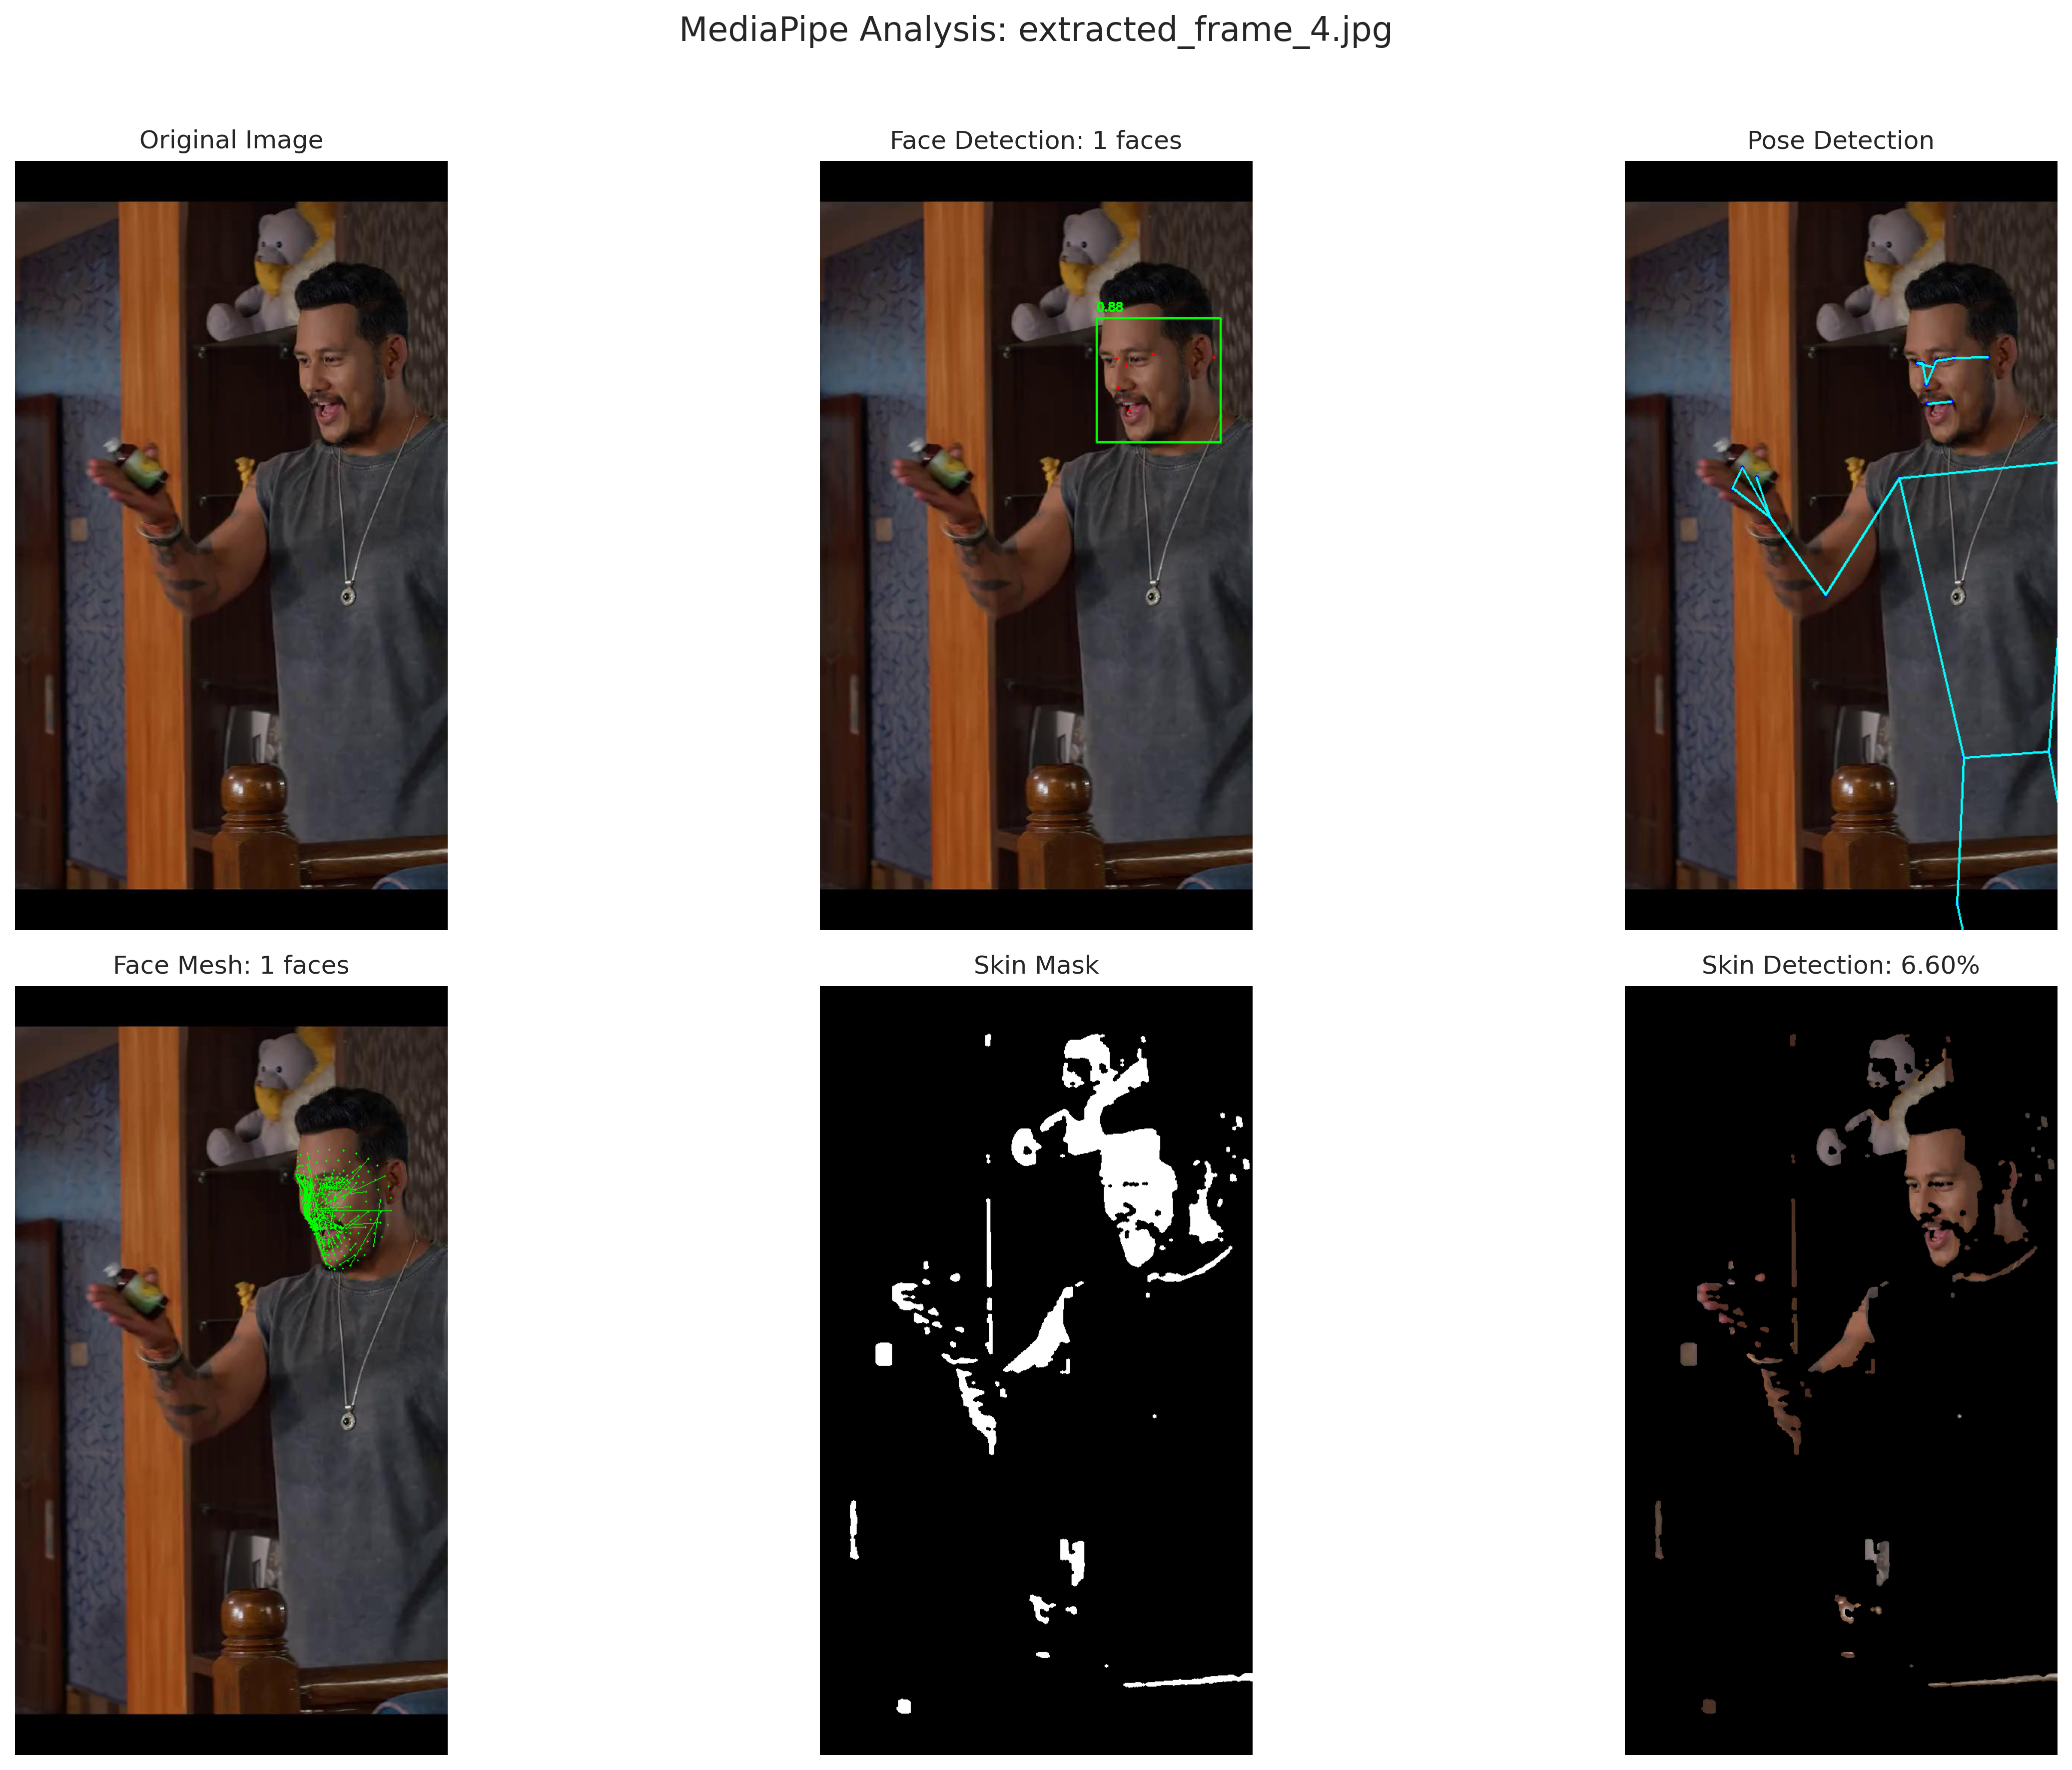 MediaPipe Analysis: extracted_frame_4.jpg
Original Image
Face Detection: 1 faces
Pose Detection
0.88
Face Mesh: 1 faces
Skin Mask
Skin Detection: 6.60%